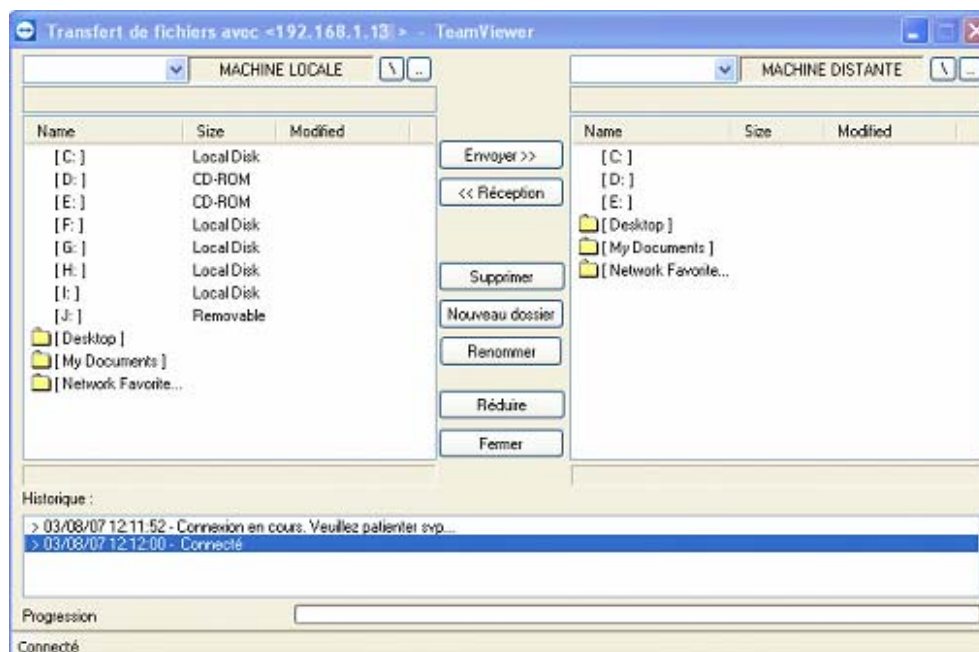 Transfert de fichiers avec <192.168.1.13 > - TeamViewer
MACHINE LOCALE \ ..
Name Size Modified
[ C: ] Local Disk
[ D: ] CD-ROM
[ E: ] CD-ROM
[ F: ] Local Disk
[ G: ] Local Disk
[ H: ] Local Disk
[ I: ] Local Disk
[ J: ] Removable
[ Desktop ]
[ My Documents ]
[ Network Favorite...
Envoyer >>
<< Réception
Supprimer
Nouveau dossier
Renommer
Réduire
Fermer
MACHINE DISTANTE \ ..
Name Size Modified
[ C: ]
[ D: ]
[ E: ]
[ Desktop ]
[ My Documents ]
[ Network Favorite...
Historique :
> 03/08/07 12:11:52 - Connexion en cours. Veuillez patienter svp...
> 03/08/07 12:12:00 - Connecté
Progression
Connecté